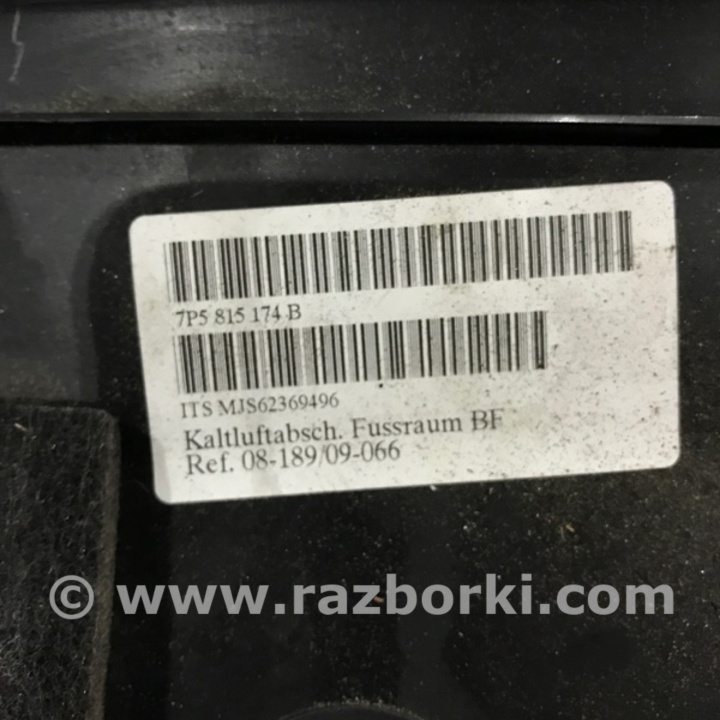 7P5 815 174 B
ITS MJS62369496
Kaltluftabsch. Fussraum BF
Ref. 08-189/09-066
© www.razborki.com